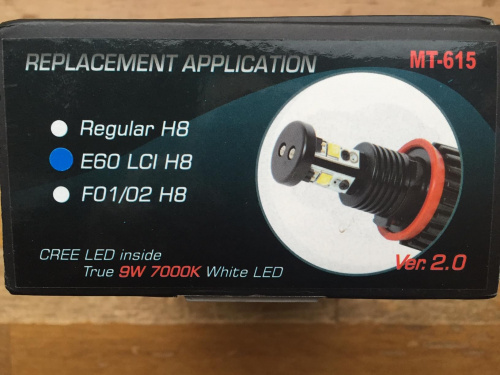 REPLACEMENT APPLICATION
MT-615
Regular H8
E60 LCI H8
F01/02 H8
CREE LED inside
True 9W 7000K White LED
Ver. 2.0